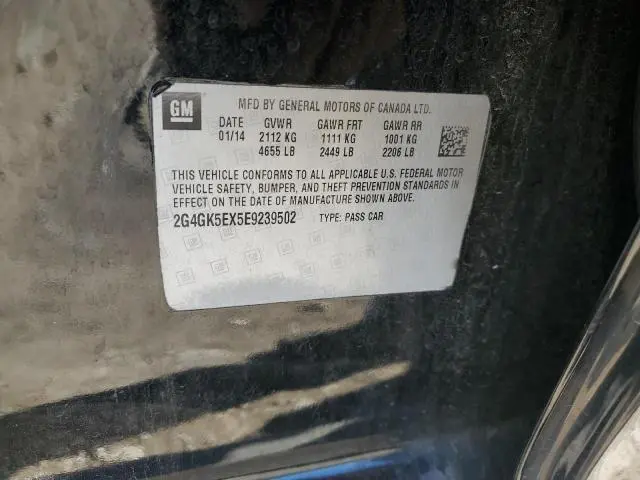 GM
MFD BY GENERAL MOTORS OF CANADA LTD.
DATE GVWR GAWR FRT GAWR RR
01/14 2112 KG 1111 KG 1001 KG
4655 LB 2449 LB 2206 LB
THIS VEHICLE CONFORMS TO ALL APPLICABLE U.S. FEDERAL MOTOR
VEHICLE SAFETY, BUMPER, AND THEFT PREVENTION STANDARDS IN
EFFECT ON THE DATE OF MANUFACTURE SHOWN ABOVE.
2G4GK5EX5E9239502 TYPE: PASS CAR